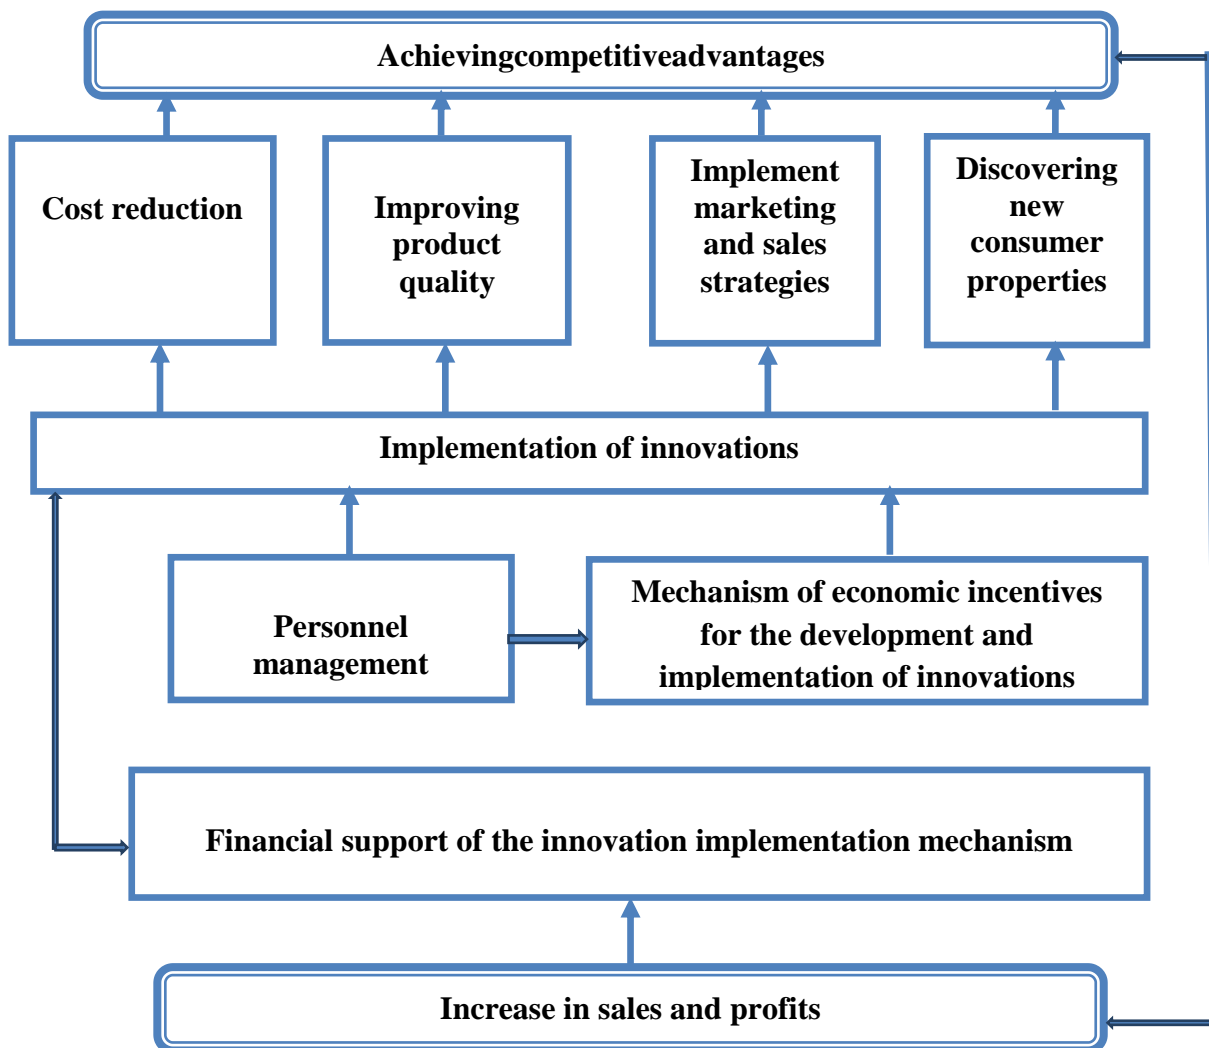 Achievingcompetitiveadvantages
Cost reduction
Improving
product
quality
Implement
marketing
and sales
strategies
Discovering
new
consumer
properties
Implementation of innovations
Personnel
management
Mechanism of economic incentives
for the development and
implementation of innovations
Financial support of the innovation implementation mechanism
Increase in sales and profits